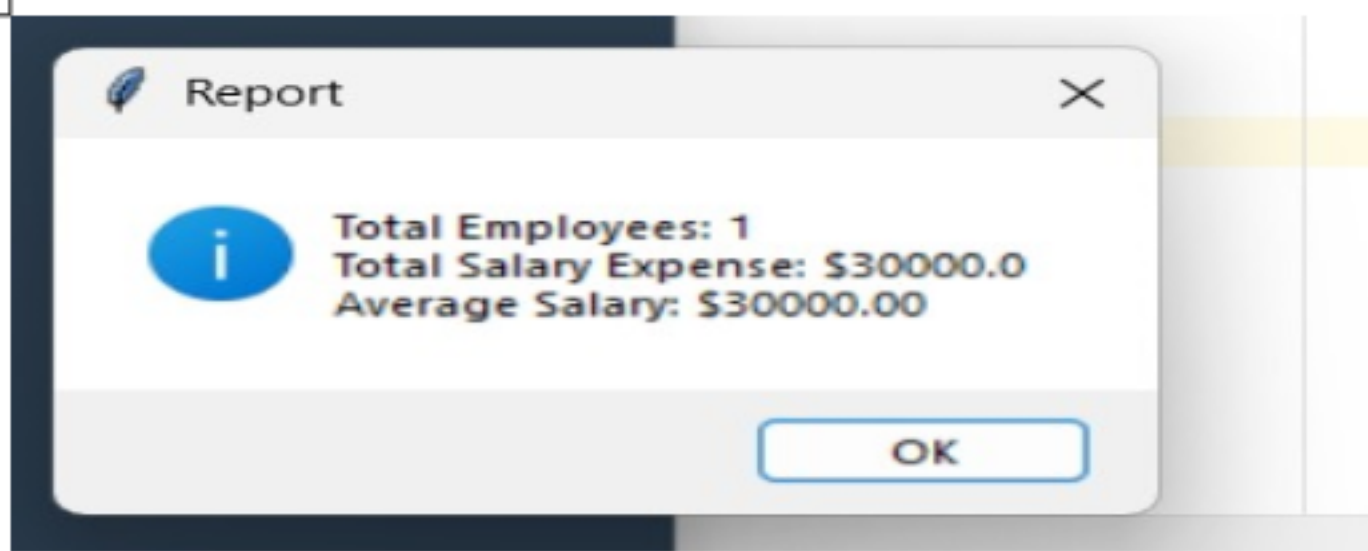 Report
Total Employees: 1
Total Salary Expense: $30000.0
Average Salary: $30000.00
OK